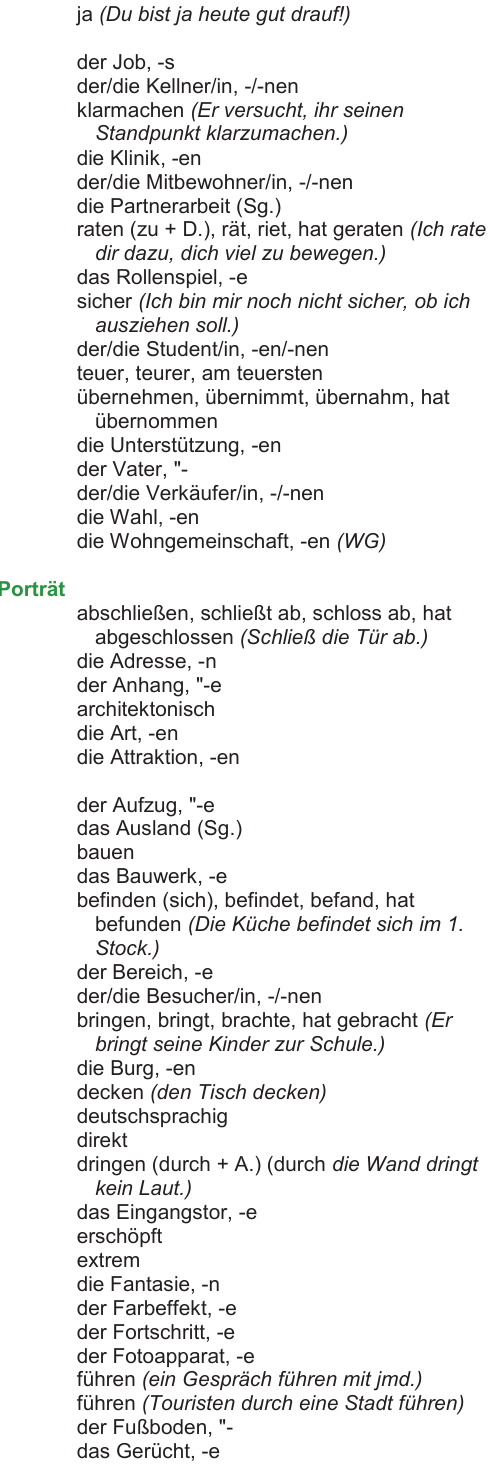 ja (Du bist ja heute gut drauf!)
der Job, -s
der/die Kellner/in, -/-nen
klarmachen (Er versucht, ihr seinen
Standpunkt klarzumachen.)
die Klinik, -en
der/die Mitbewohner/in, -/-nen
die Partnerarbeit (Sg.)
raten (zu + D.), rät, riet, hat geraten (Ich rate
dir dazu, dich viel zu bewegen.)
das Rollenspiel, -e
sicher (Ich bin mir noch nicht sicher, ob ich
ausziehen soll.)
der/die Student/in, -en/-nen
teuer, teurer, am teuersten
übernehmen, übernimmt, übernahm, hat
übernommen
die Unterstützung, -en
der Vater, "-
der/die Verkäufer/in, -/-nen
die Wahl, -en
die Wohngemeinschaft, -en (WG)
Porträt
abschließen, schließt ab, schloss ab, hat
abgeschlossen (Schließ die Tür ab.)
die Adresse, -n
der Anhang, "-e
architektonisch
die Art, -en
die Attraktion, -en
der Aufzug, "-e
das Ausland (Sg.)
bauen
das Bauwerk, -e
befinden (sich), befindet, befand, hat
befunden (Die Küche befindet sich im 1.
Stock.)
der Bereich, -e
der/die Besucher/in, -/-nen
bringen, bringt, brachte, hat gebracht (Er
bringt seine Kinder zur Schule.)
die Burg, -en
decken (den Tisch decken)
deutschsprachig
direkt
dringen (durch + A.) (durch die Wand dringt
kein Laut.)
das Eingangstor, -e
erschöpft
extrem
die Fantasie, -n
der Farbeffekt, -e
der Fortschritt, -e
der Fotoapparat, -e
führen (ein Gespräch führen mit jmd.)
führen (Touristen durch eine Stadt führen)
der Fußboden, "-
das Gerücht, -e